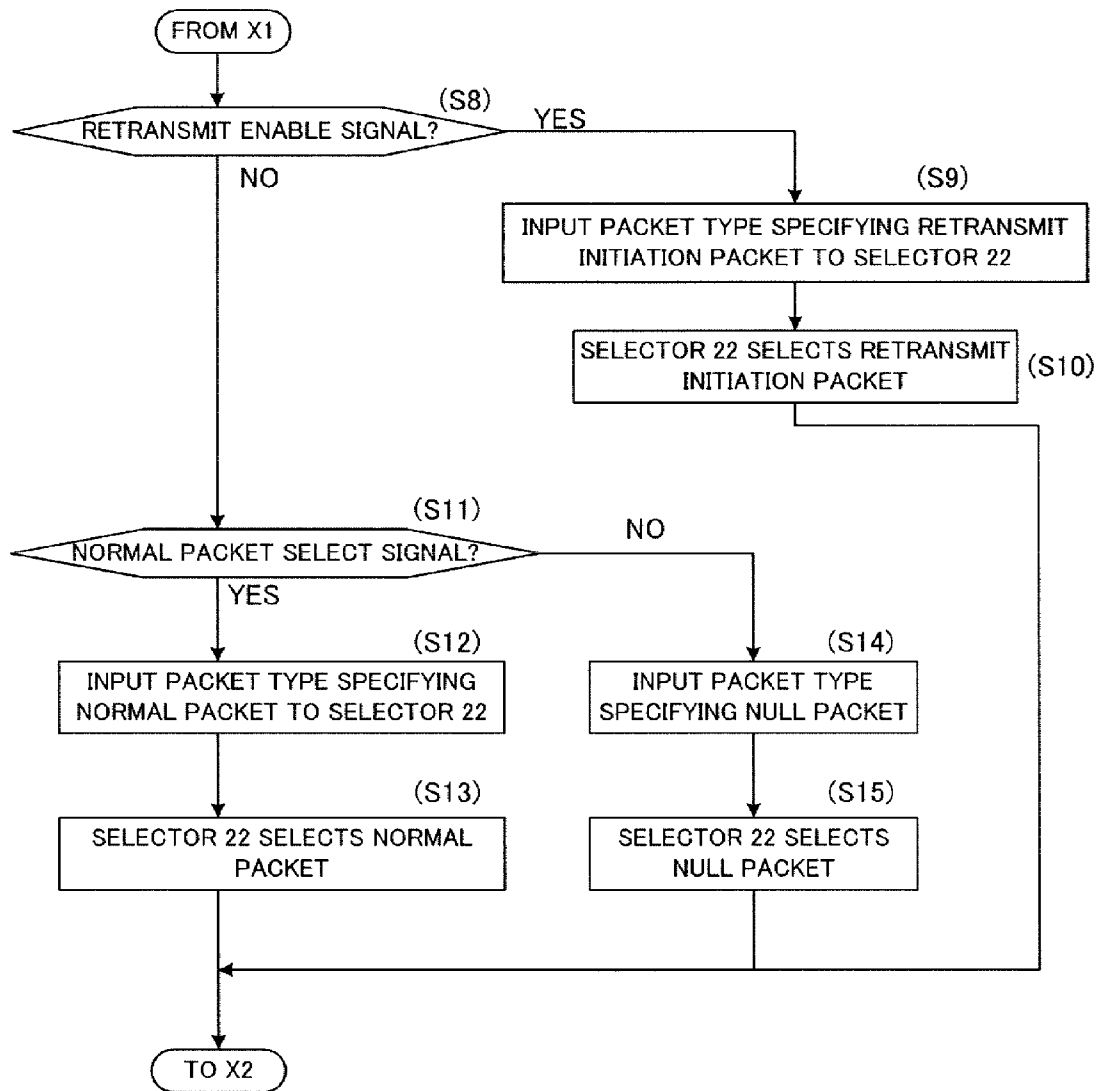 FROM X1
(S8)
RETRANSMIT ENABLE SIGNAL?
YES
NO
(S9)
INPUT PACKET TYPE SPECIFYING RETRANSMIT
INITIATION PACKET TO SELECTOR 22
SELECTOR 22 SELECTS RETRANSMIT
INITIATION PACKET
(S10)
(S11)
NORMAL PACKET SELECT SIGNAL?
NO
YES
(S12)
INPUT PACKET TYPE SPECIFYING
NORMAL PACKET TO SELECTOR 22
(S13)
SELECTOR 22 SELECTS NORMAL
PACKET
(S14)
INPUT PACKET TYPE
SPECIFYING NULL PACKET
(S15)
SELECTOR 22 SELECTS
NULL PACKET
TO X2